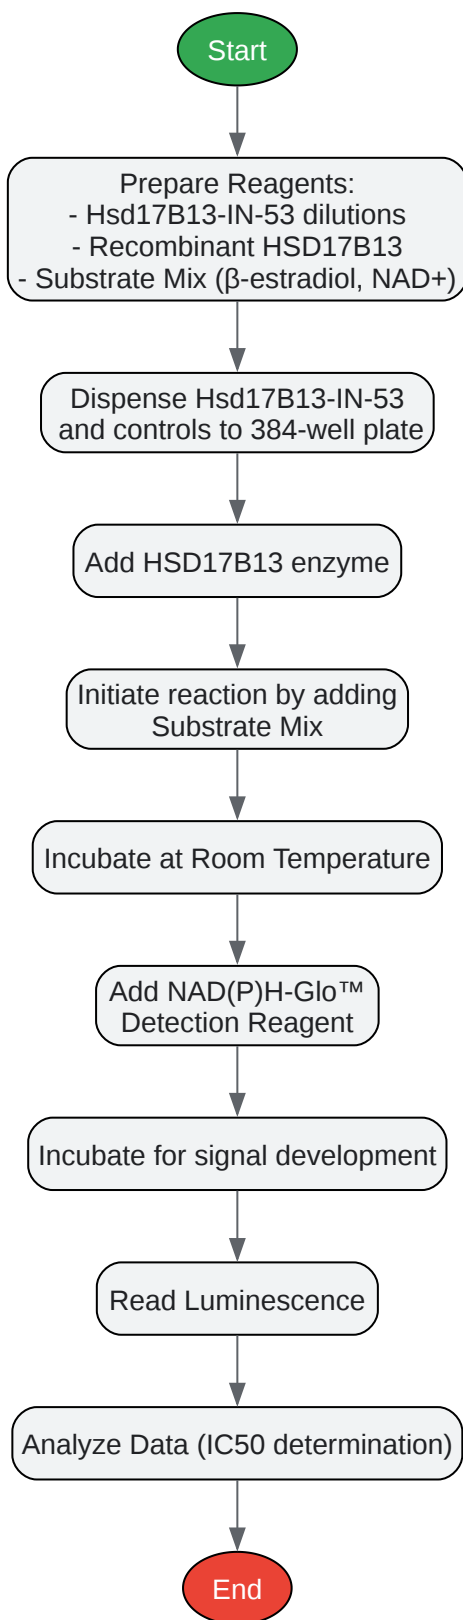 Start
Prepare Reagents:
- Hsd17B13-IN-53 dilutions
- Recombinant HSD17B13
- Substrate Mix (β-estradiol, NAD+)
Dispense Hsd17B13-IN-53
and controls to 384-well plate
Add HSD17B13 enzyme
Initiate reaction by adding
Substrate Mix
Incubate at Room Temperature
Add NAD(P)H-Glo™
Detection Reagent
Incubate for signal development
Read Luminescence
Analyze Data (IC50 determination)
End